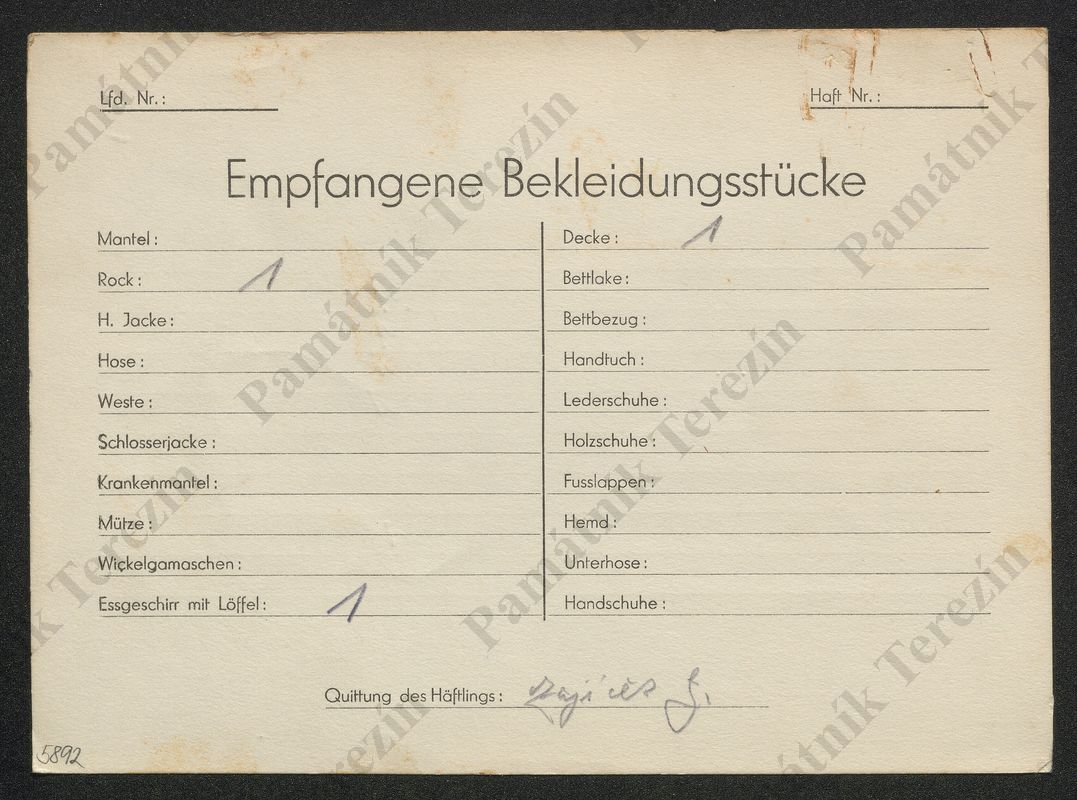 Lfd. Nr.:
Haft Nr.:
Empfangene Bekleidungsstücke
Mantel:
Rock: 1
H. Jacke:
Hose:
Weste:
Schlosserjacke:
Krankenmantel:
Mütze:
Wickelgamaschen:
Essgeschirr mit Löffel: 1
Decke: 1
Bettlake:
Bettbezug:
Handtuch:
Lederschuhe:
Holzschuhe:
Fusslappen:
Hemd:
Unterhose:
Handschuhe:
Quittung des Häftlings:
5892
Památník Terezín